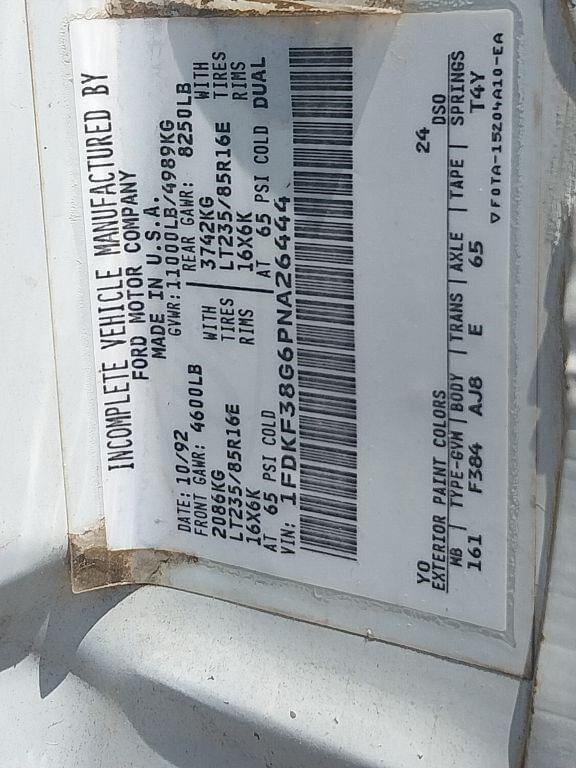 INCOMPLETE VEHICLE MANUFACTURED BY
FORD MOTOR COMPANY
MADE IN U.S.A.
DATE: 10/92 GVWR: 11000LB/4989KG
FRONT GAWR: 4600LB REAR GAWR: 8250LB
2086KG WITH 3742KG WITH
LT235/85R16E TIRES LT235/85R16E TIRES
16X6K RIMS 16X6K RIMS
AT 65 PSI COLD AT 65 PSI COLD DUAL
VIN: 1FDKF38G6PNA26444
YO 24
EXTERIOR PAINT COLORS DSO
WB TYPE-GVM BODY TRANS AXLE TAPE SPRINGS
161 F384 AJ8 E 65 T4Y
▽ F0TA-15204A10-EA